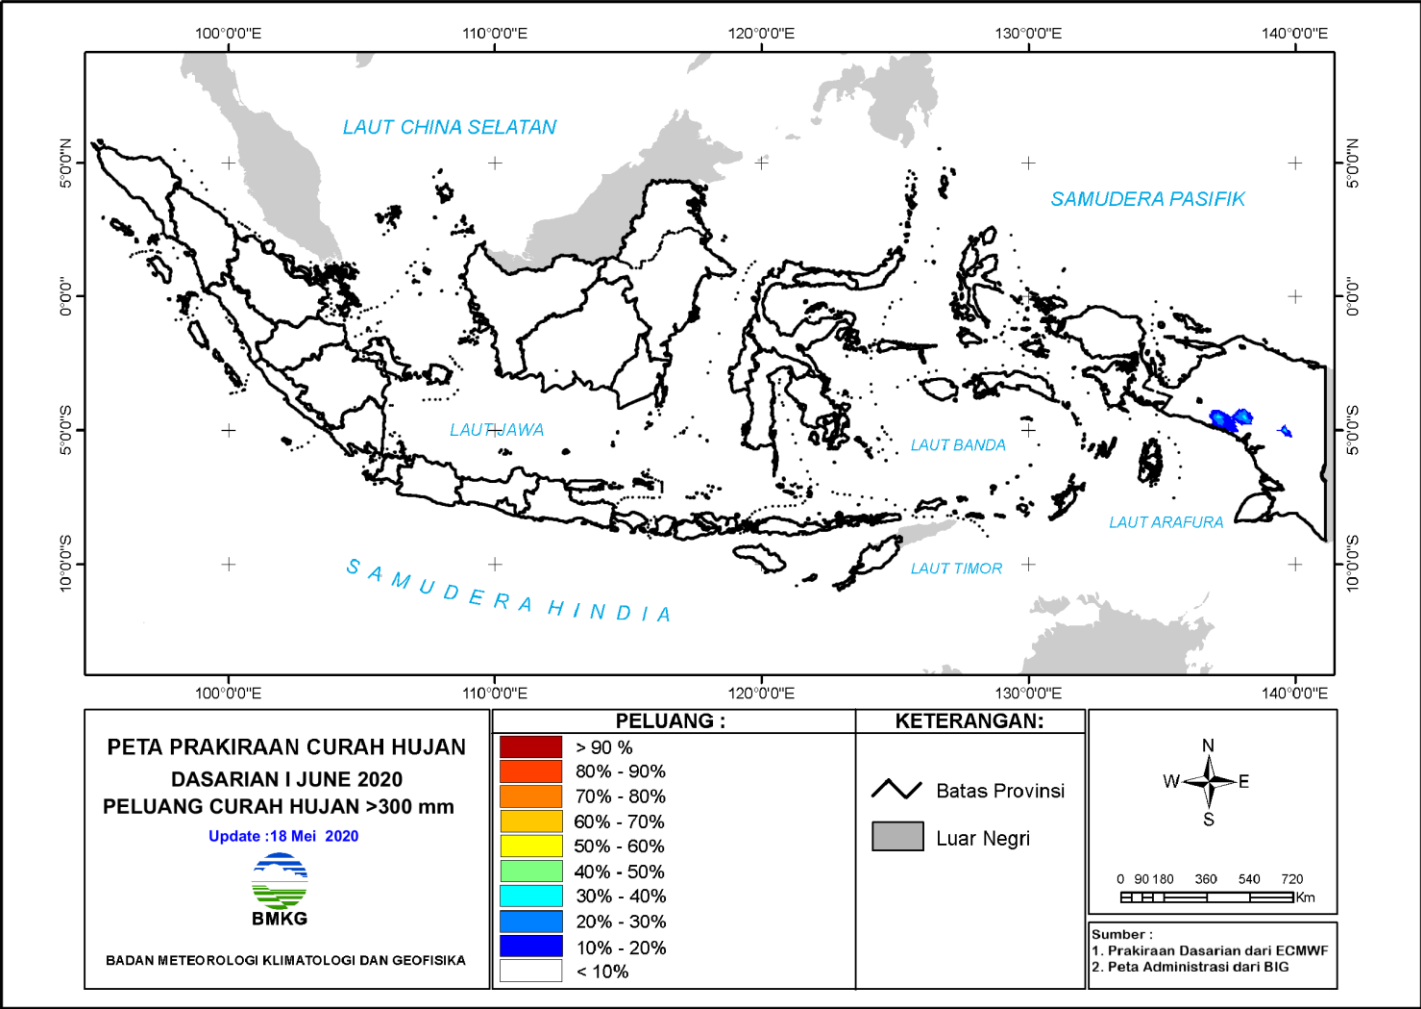 100°0'0"E 110°0'0"E 120°0'0"E 130°0'0"E 140°0'0"E
5°0'0"N 5°0'0"N
0°0'0" 0°0'0"
5°0'0"S 5°0'0"S
10°0'0"S 10°0'0"S
LAUT CHINA SELATAN
SAMUDERA PASIFIK
LAUT JAWA
LAUT BANDA
LAUT ARAFURA
LAUT TIMOR
SAMUDERA HINDIA
100°0'0"E 110°0'0"E 120°0'0"E 130°0'0"E 140°0'0"E
PETA PRAKIRAAN CURAH HUJAN
DASARIAN I JUNE 2020
PELUANG CURAH HUJAN >300 mm
Update :18 Mei 2020
BMKG
BADAN METEOROLOGI KLIMATOLOGI DAN GEOFISIKA
PELUANG :
> 90 %
80% - 90%
70% - 80%
60% - 70%
50% - 60%
40% - 50%
30% - 40%
20% - 30%
10% - 20%
< 10%
KETERANGAN:
Batas Provinsi
Luar Negri
N
W E
S
0 90 180 360 540 720
Km
Sumber :
1. Prakiraan Dasarian dari ECMWF
2. Peta Administrasi dari BIG